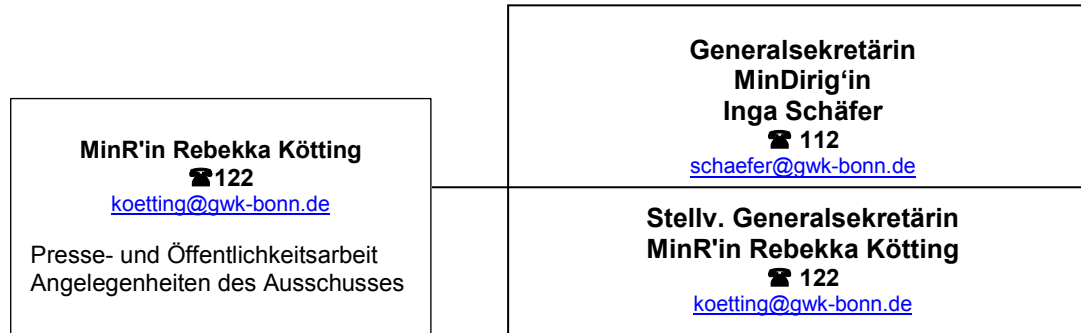 MinR'in Rebekka Kötting
☎122
koetting@gwk-bonn.de
Presse- und Öffentlichkeitsarbeit
Angelegenheiten des Ausschusses
Generalsekretärin
MinDirig‘in
Inga Schäfer
☎ 112
schaefer@gwk-bonn.de
Stellv. Generalsekretärin
MinR'in Rebekka Kötting
☎ 122
koetting@gwk-bonn.de